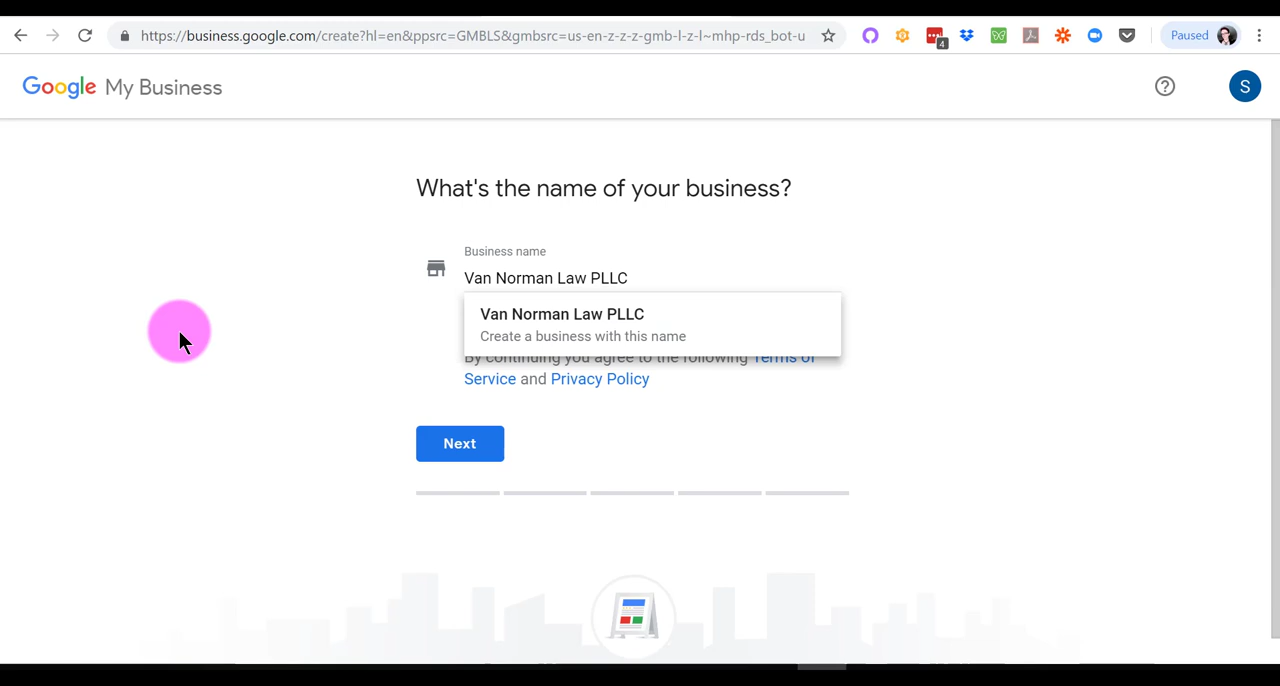 https://business.google.com/create?hl=en&ppsrc=GMBLS&gmbsrc=us-en-z-z-z-gmb-l-z-l~mhp-rds_bot-u
4
Paused
Google My Business
S
What's the name of your business?
Business name
Van Norman Law PLLC
Van Norman Law PLLC
Create a business with this name
By continuing you agree to the following Terms of
Service and Privacy Policy
Next